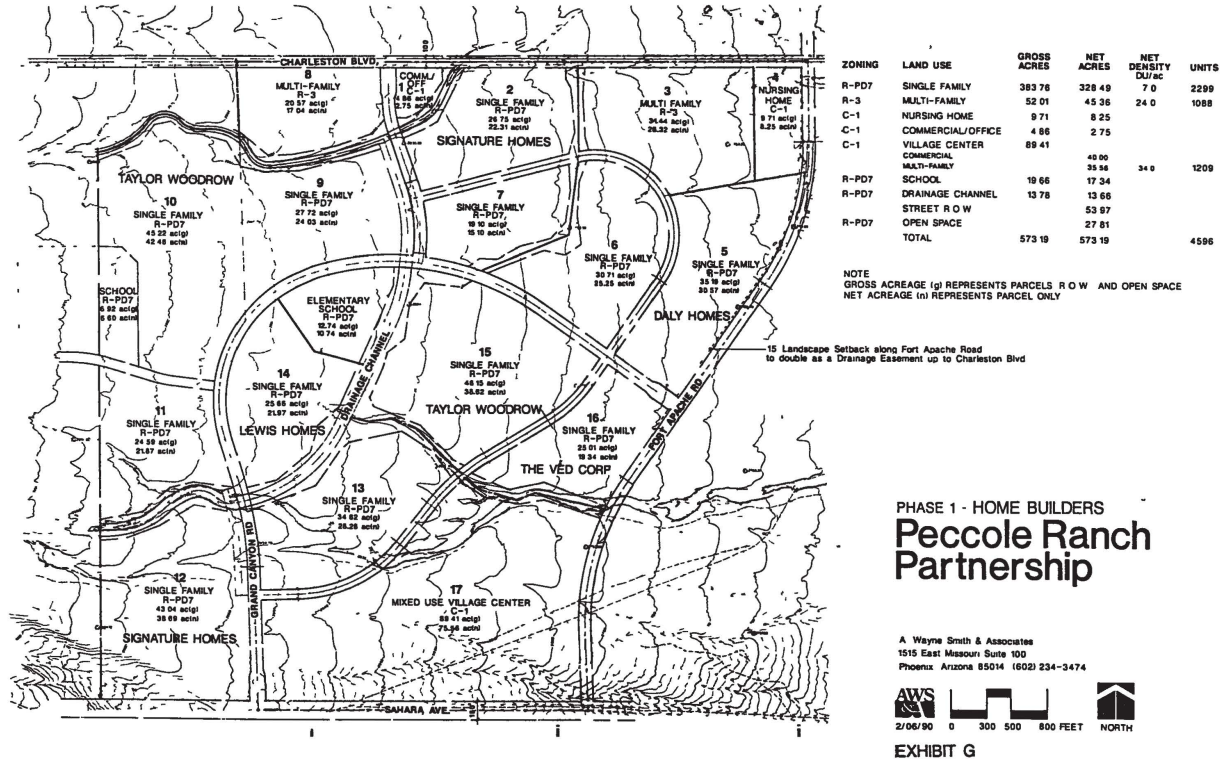 CHARLESTON BLVD.
8
MULTI-FAMILY
R-3
20 57 ac(g)
17 04 ac(n)
COMM./
1 OFF
C-1
4.86 ac(g)
2.75 ac(n)
2
SINGLE FAMILY
R-PD7
26 75 ac(g)
22.31 ac(n)
SIGNATURE HOMES
3
MULTI FAMILY
R-3
31.44 ac(g)
28.32 ac(n)
4
NURSING
HOME
C-1
9 71 ac(g)
8.25 ac(n)
TAYLOR WOODROW
10
SINGLE FAMILY
R-PD7
45 22 ac(g)
42 48 ac(n)
9
SINGLE FAMILY
R-PD7
27 72 ac(g)
24 03 ac(n)
7
SINGLE FAMILY
R-PD7
19 10 ac(g)
15 10 ac(n)
6
SINGLE FAMILY
R-PD7
30 71 ac(g)
25.25 ac(n)
5
SINGLE FAMILY
R-PD7
35 19 ac(g)
30 57 ac(n)
DALY HOMES
SCHOOL
R-PD7
6 92 ac(g)
6 60 ac(n)
ELEMENTARY
SCHOOL
R-PD7
12.74 ac(g)
10 74 ac(n)
DRAINAGE CHANNEL
15
SINGLE FAMILY
R-PD7
46 15 ac(g)
38.62 ac(n)
TAYLOR WOODROW
14
SINGLE FAMILY
R-PD7
25 66 ac(g)
21.97 ac(n)
LEWIS HOMES
11
SINGLE FAMILY
R-PD7
24 59 ac(g)
21.87 ac(n)
16
SINGLE FAMILY
R-PD7
25 01 ac(g)
19 34 ac(n)
THE VED CORP
FORT APACHE RD
13
SINGLE FAMILY
R-PD7
34 62 ac(g)
28.26 ac(n)
GRAND CANYON RD
12
SINGLE FAMILY
R-PD7
43 04 ac(g)
38 69 ac(n)
SIGNATURE HOMES
17
MIXED USE VILLAGE CENTER
C-1
89 41 ac(g)
75.56 ac(n)
SAHARA AVE.
ZONING LAND USE GROSS ACRES NET ACRES NET DENSITY DU/ac UNITS
R-PD7 SINGLE FAMILY 383 76 328 49 7 0 2299
R-3 MULTI-FAMILY 52 01 45 36 24 0 1088
C-1 NURSING HOME 9 71 8 25
C-1 COMMERCIAL/OFFICE 4 86 2 75
C-1 VILLAGE CENTER 89 41
COMMERCIAL 40 00
MULTI-FAMILY 35 56 34 0 1209
R-PD7 SCHOOL 19 66 17 34
R-PD7 DRAINAGE CHANNEL 13 78 13 66
STREET R O W 53 97
R-PD7 OPEN SPACE 27 81
TOTAL 573 19 573 19 4596
NOTE
GROSS ACREAGE (g) REPRESENTS PARCELS R O W AND OPEN SPACE
NET ACREAGE (n) REPRESENTS PARCEL ONLY
15 Landscape Setback along Fort Apache Road
to double as a Drainage Easement up to Charleston Blvd
PHASE 1 - HOME BUILDERS
Peccole Ranch
Partnership
A Wayne Smith & Associates
1515 East Missouri Suite 100
Phoenix Arizona 85014 (602) 234-3474
AWS
2/06/90 0 300 500 800 FEET NORTH
EXHIBIT G